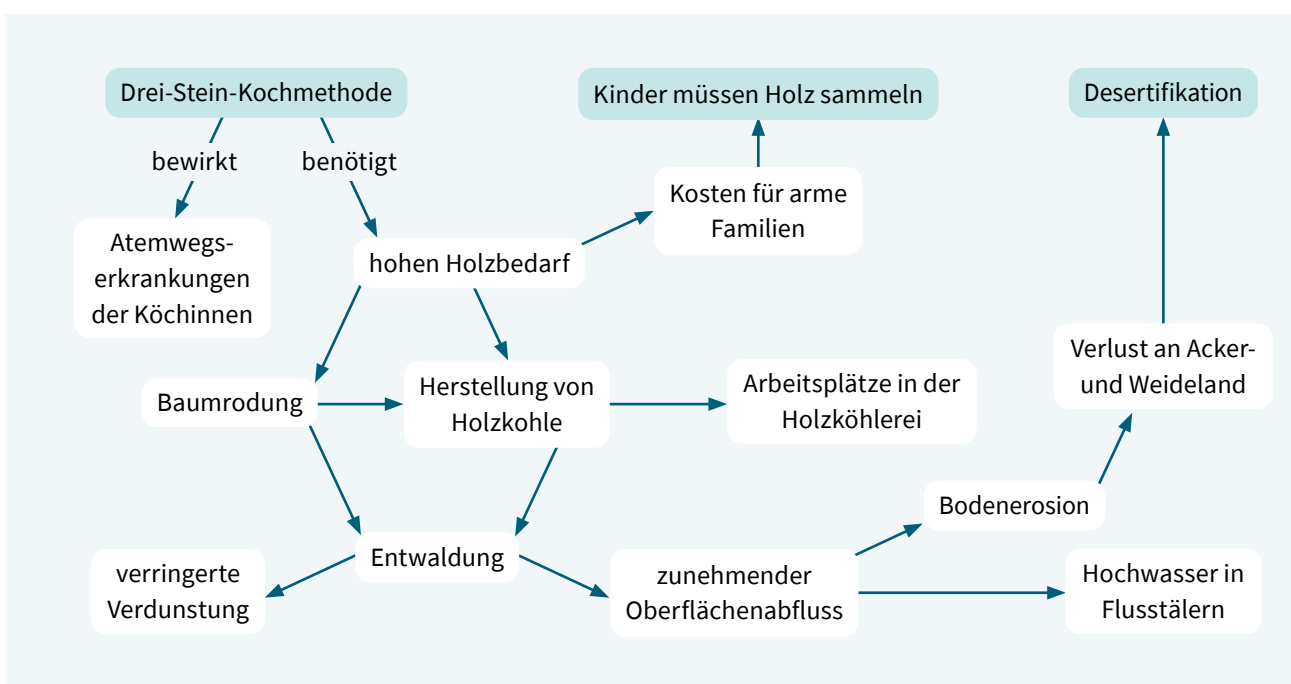 Drei-Stein-Kochmethode
Kinder müssen Holz sammeln
Desertifikation
bewirkt
benötigt
Kosten für arme
Familien
Atemwegs-
erkrankungen
der Köchinnen
hohen Holzbedarf
Verlust an Acker-
und Weideland
Baumrodung
Herstellung von
Holzkohle
Arbeitsplätze in der
Holzköhlerei
Bodenerosion
Entwaldung
verringerte
Verdunstung
zunehmender
Oberflächenabfluss
Hochwasser in
Flusstälern